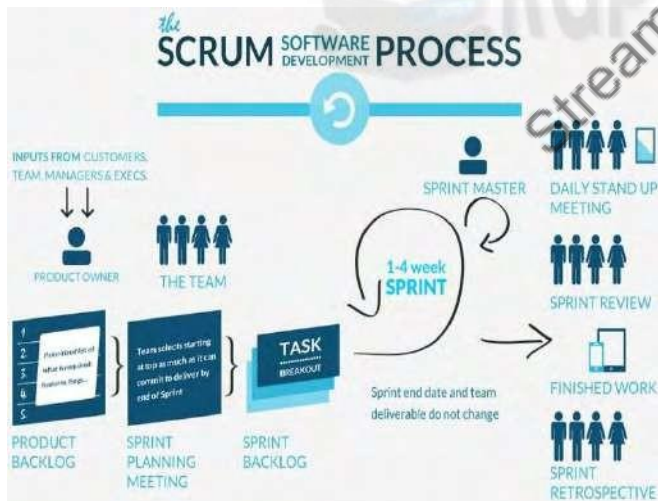 the
SCRUM SOFTWARE DEVELOPMENT PROCESS
Stream
INPUTS FROM CUSTOMERS,
TEAM, MANAGERS & EXECS.
PRODUCT OWNER
THE TEAM
SPRINT MASTER
DAILY STAND UP
MEETING
1-4 week
SPRINT
SPRINT REVIEW
1
2
3
4
5
Team selects starting
at top as much as it can
commit to deliver by
end of Sprint
TASK
BREAKOUT
Sprint end date and team
deliverable do not change
FINISHED WORK
PRODUCT
BACKLOG
SPRINT
PLANNING
MEETING
SPRINT
BACKLOG
SPRINT
RETROSPECTIVE